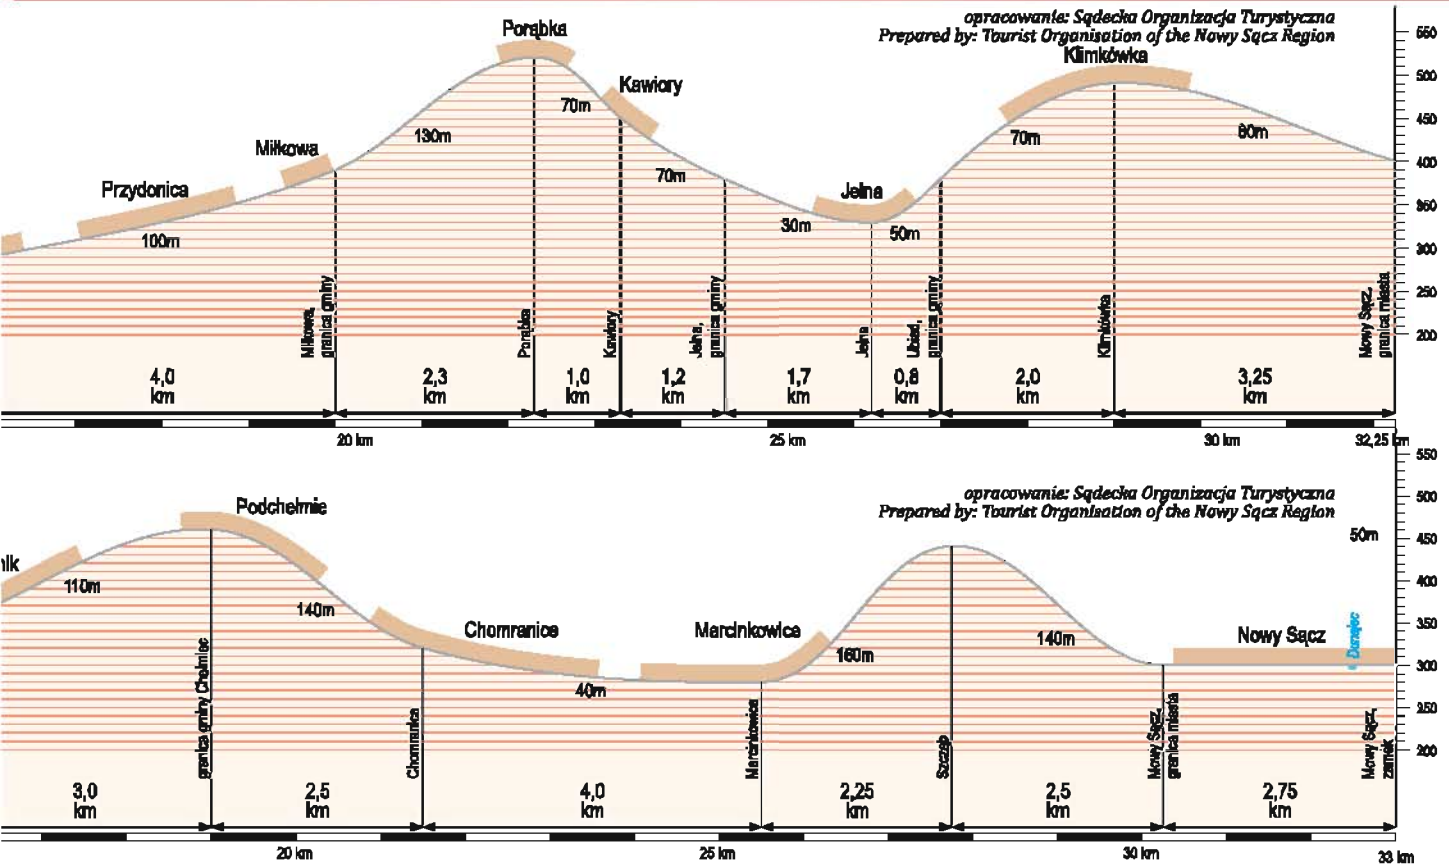 opracowanie: Sądecka Organizacja Turystyczna
Prepared by: Tourist Organisation of the Nowy Sącz Region
Porąbka
Klimkówka
Kawiory
Miłkowa
Przydonica
Jelna
130m
70m
70m
100m
30m
50m
70m
80m
550
500
450
400
350
300
250
200
Miłkowa,
granica gminy
Porąbka
Kawiory
Jelna,
granica gminy
Jelna
Ubiad,
granica gminy
Klimkówka
Nowy Sącz,
granica miasta
4,0
km
2,3
km
1,0
km
1,2
km
1,7
km
0,8
km
2,0
km
3,25
km
20 km
25 km
30 km
32,25 km
opracowanie: Sądecka Organizacja Turystyczna
Prepared by: Tourist Organisation of the Nowy Sącz Region
Podchełmie
nik
Chomranice
Marcinkowice
Nowy Sącz
Dunajec
110m
140m
40m
160m
140m
50m
550
500
450
400
350
300
250
200
granica gminy Chełmiec
Chomranice
Marcinkowice
Szczęp
Nowy Sącz,
granica miasta
Nowy Sącz,
zamek
3,0
km
2,5
km
4,0
km
2,25
km
2,5
km
2,75
km
20 km
25 km
30 km
33 km